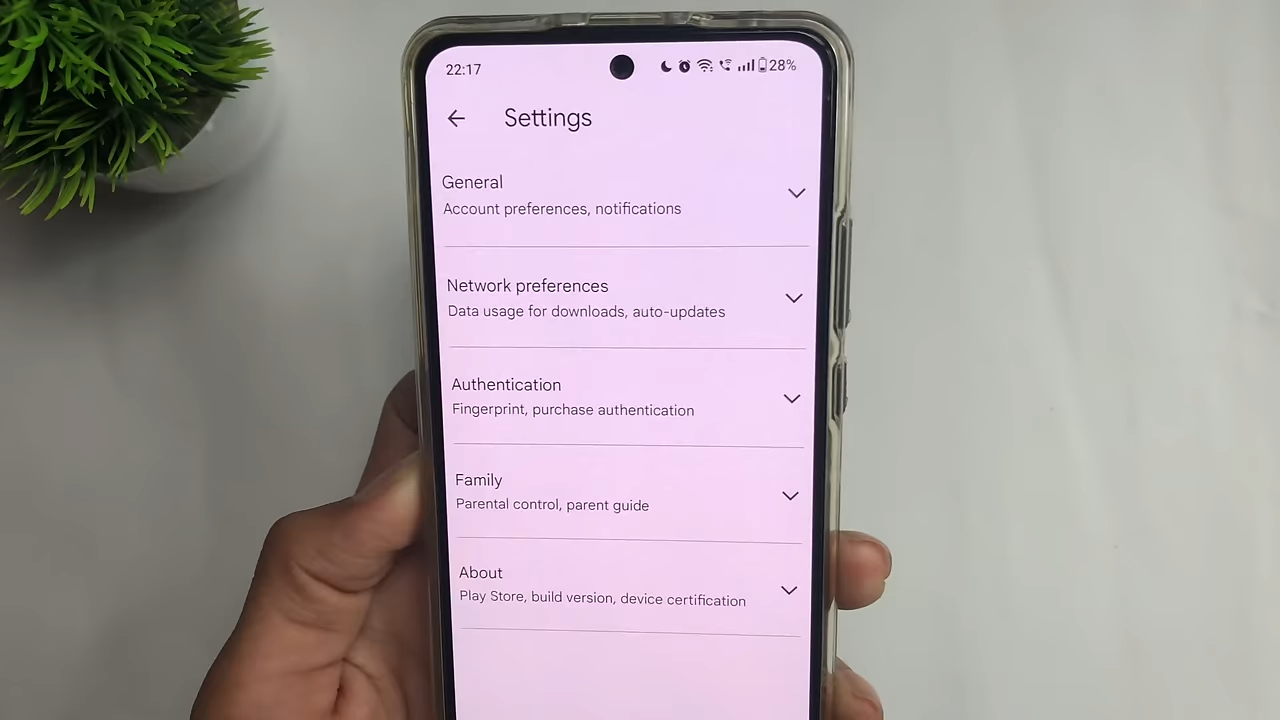 22:17
28%
Settings
General
Account preferences, notifications
Network preferences
Data usage for downloads, auto-updates
Authentication
Fingerprint, purchase authentication
Family
Parental control, parent guide
About
Play Store, build version, device certification